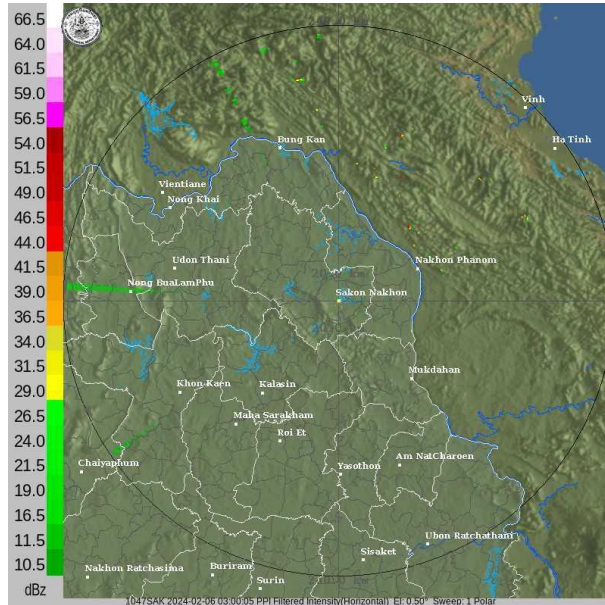 66.5
64.0
61.5
59.0
56.5
54.0
51.5
49.0
46.5
44.0
41.5
39.0
36.5
34.0
31.5
29.0
26.5
24.0
21.5
19.0
16.5
13.0
11.5
10.5
dBz
Vinh
Ha Tinh
Bung Kan
Vientiane
Nong Khai
Udon Thani
Nakhon Phanom
Nong BuaLamPhu
Sakon Nakhon
Mukdahan
Khon Kaen
Kalasin
Maha Sarakham
Roi Et
Chaiyaphum
Am NatCharoen
Yasothon
Ubon Ratchathani
Sisaket
Nakhon Ratchasima
Buriram
Surin
1047SAK 2024-02-06 03:00:05 PPI Filtered Intensity(Horizontal) El: 0.50° Sweep: 1 Polar